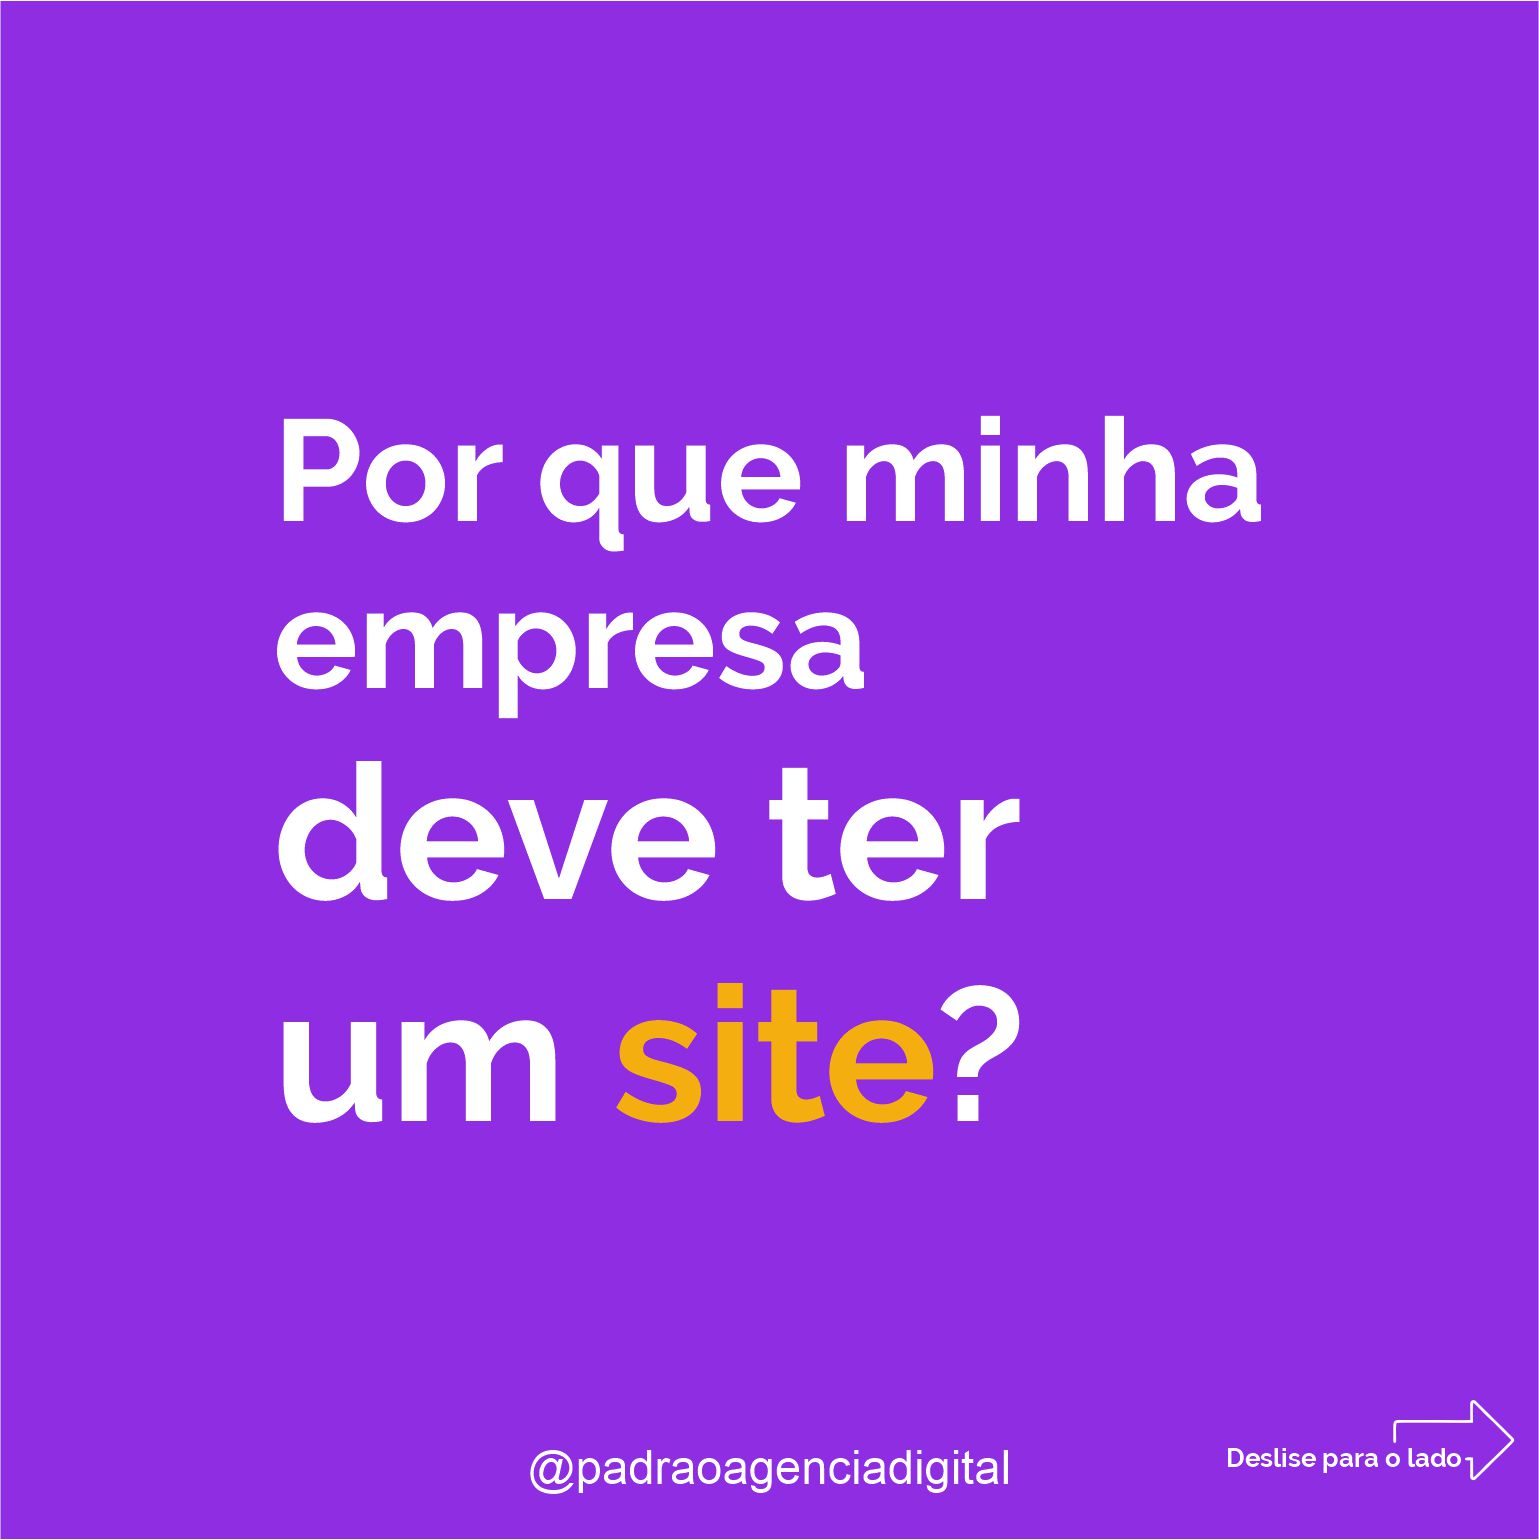 Por que minha
empresa
deve ter
um site?
@padraoagenciadigital
Deslise para o lado